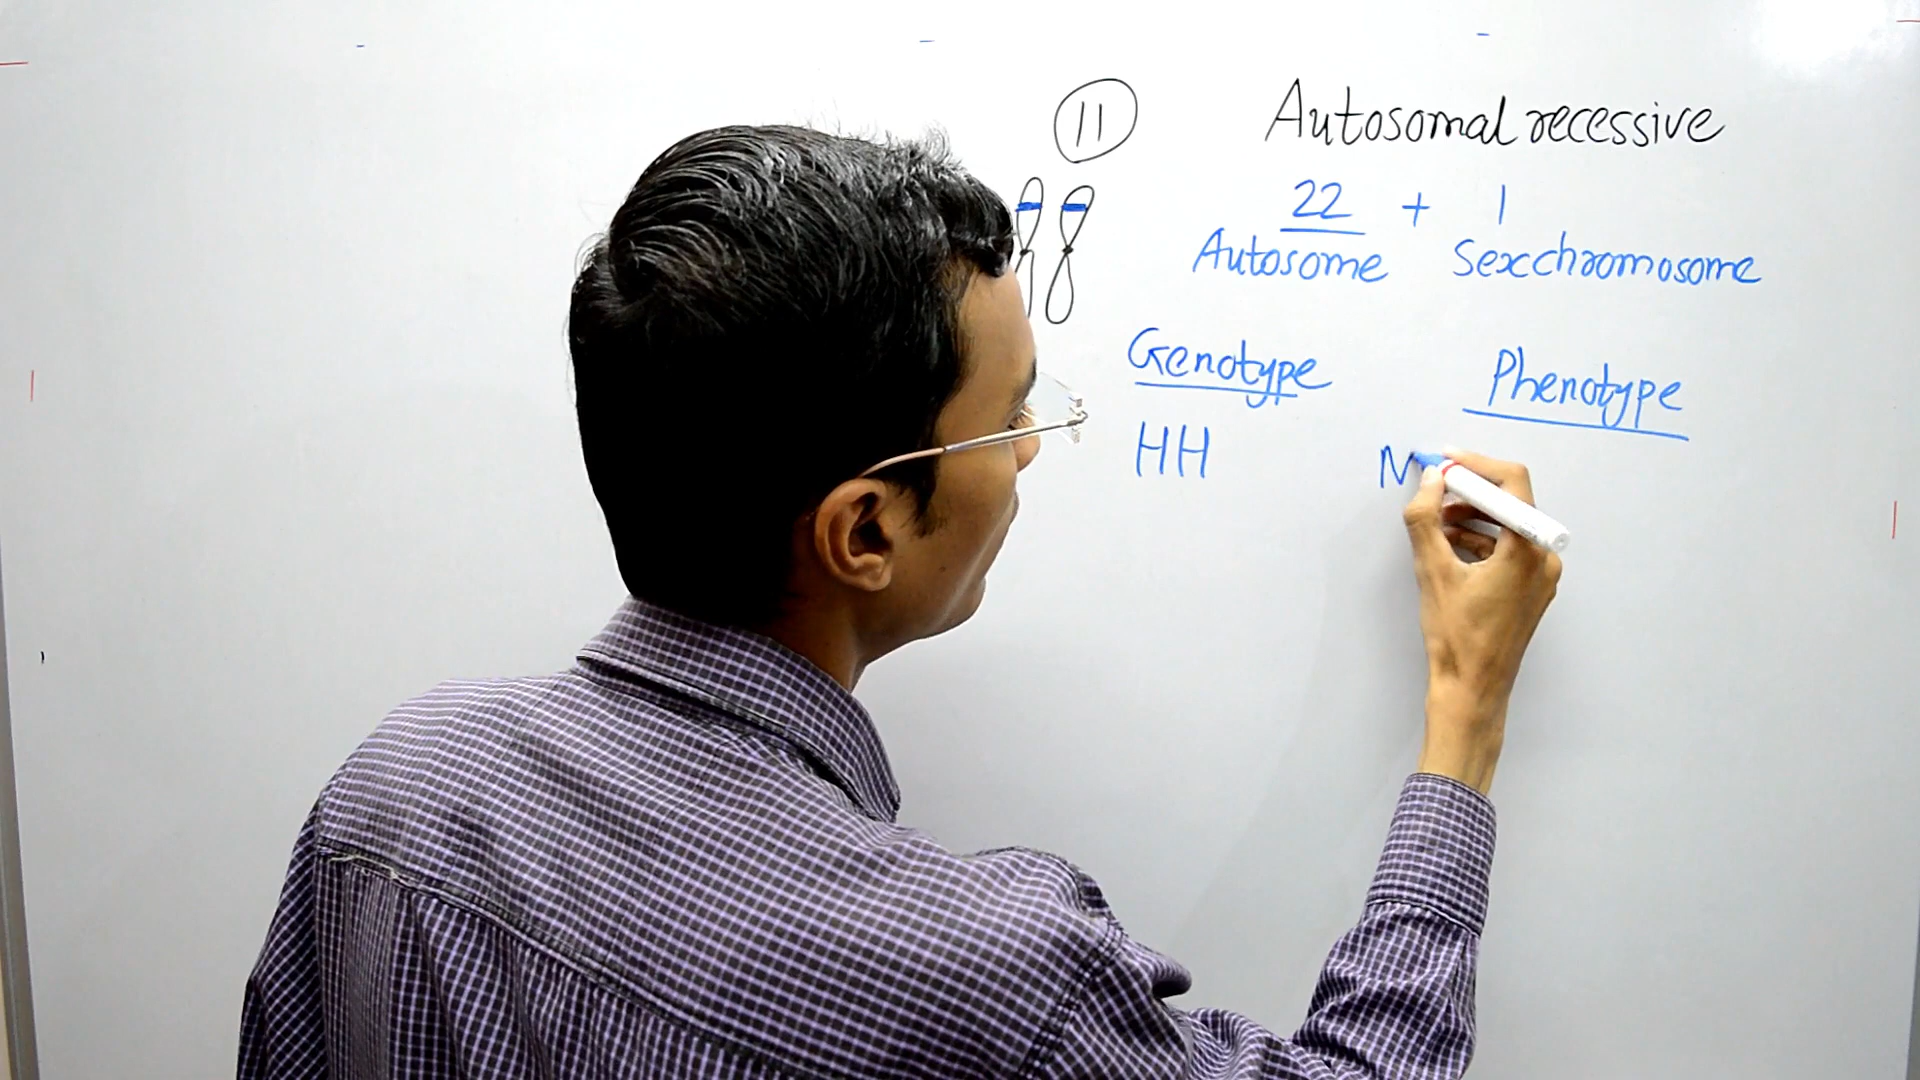 11
Autosomal recessive
22 + 1
Autosome Sexchromosome
Genotype Phenotype
HH N